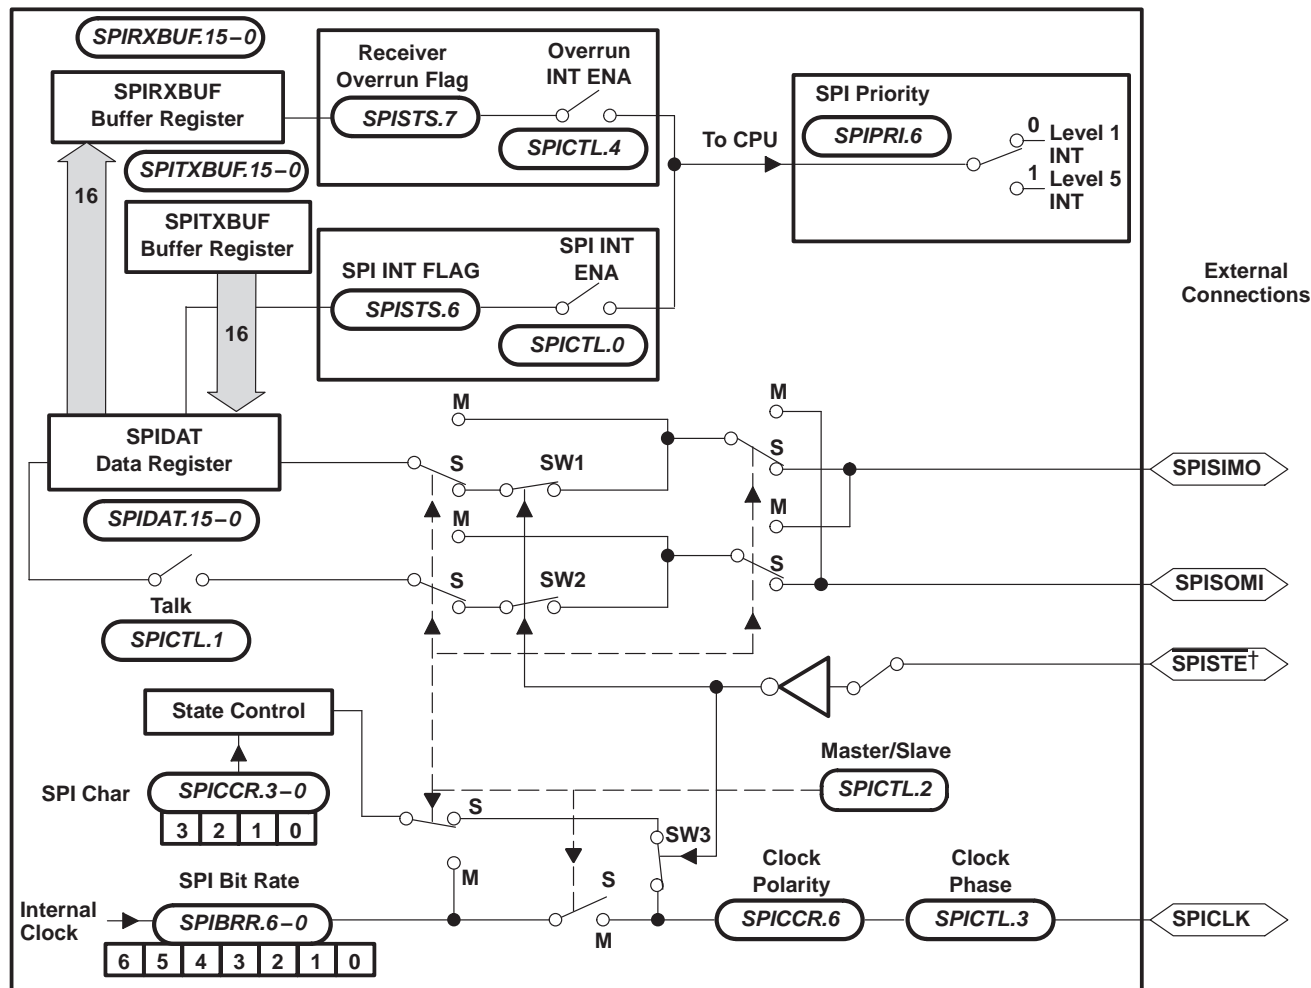 SPIRXBUF.15–0
SPIRXBUF
Buffer Register
Receiver
Overrun Flag
SPISTS.7
Overrun
INT ENA
SPICTL.4
To CPU
SPI Priority
SPIPRI.6
0
Level 1
INT
1
Level 5
INT
16
SPITXBUF.15–0
SPITXBUF
Buffer Register
16
SPI INT FLAG
SPISTS.6
SPI INT
ENA
SPICTL.0
External
Connections
SPIDAT
Data Register
SPIDAT.15–0
M
S
SW1
M
S
SPISIMO
M
S
SW2
M
S
SPISOMI
Talk
SPICTL.1
SPISTE†
State Control
Master/Slave
SPICTL.2
SPI Char
SPICCR.3–0
3 2 1 0
S
M
SW3
S
M
SPI Bit Rate
Internal
Clock
SPIBRR.6–0
6 5 4 3 2 1 0
Clock
Polarity
SPICCR.6
Clock
Phase
SPICTL.3
SPICLK